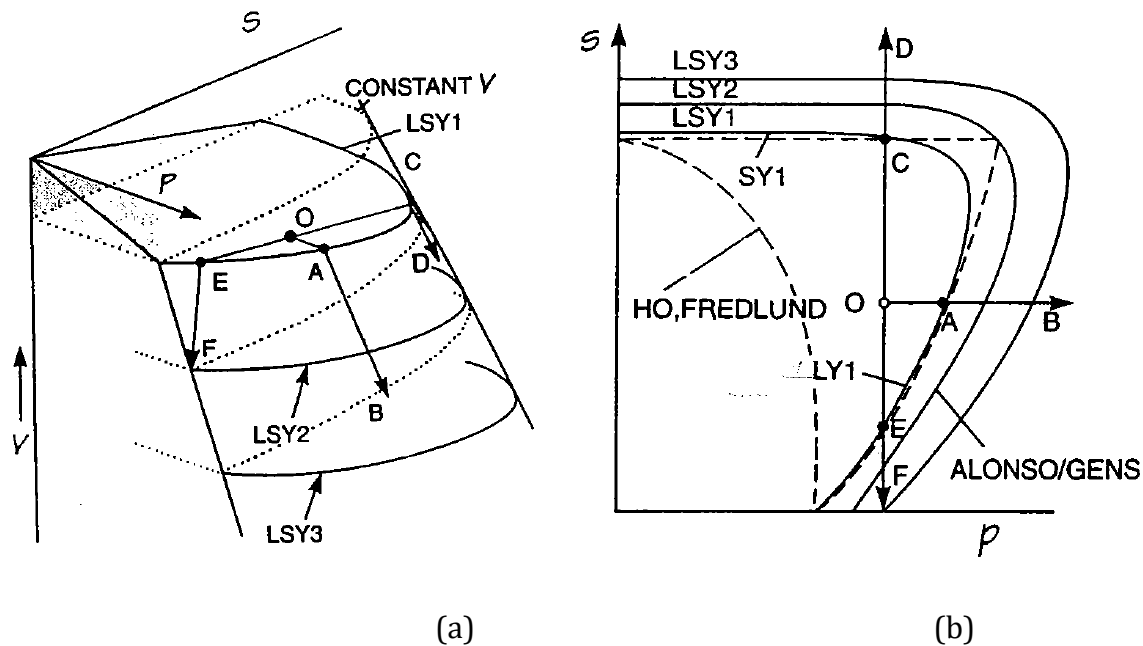 S
CONSTANT V
LSY1
C
P
O
E
A
D
F
V
LSY2
B
LSY3
(a)
S
D
LSY3
LSY2
LSY1
C
SY1
O
HO,FREDLUND
A
B
LY1
E
F
ALONSO/GENS
p
(b)